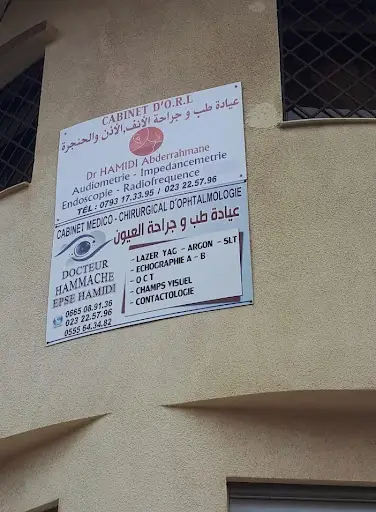 CABINET D'O.R.L
عيادة طب و جراحة الأنف,الأذن والحنجرة
Dr HAMIDI Abderrahmane
Audiometrie - Impedancemetrie
Endoscopie - Radiofrequence
TÉL : 0793 17.33.95 / 023 22.57.96
CABINET MEDICO - CHIRURGICAL D'OPHTALMOLOGIE
عيادة طب و جراحة العيون
DOCTEUR
HAMMACHE
EPSE HAMIDI
0665 08.91.36
023 22.57.96
0555 64.34.82
- LAZER YAG - ARGON - SLT
- ECHOGRAPHIE A - B
- O C T
- CHAMPS VISUEL
- CONTACTOLOGIE